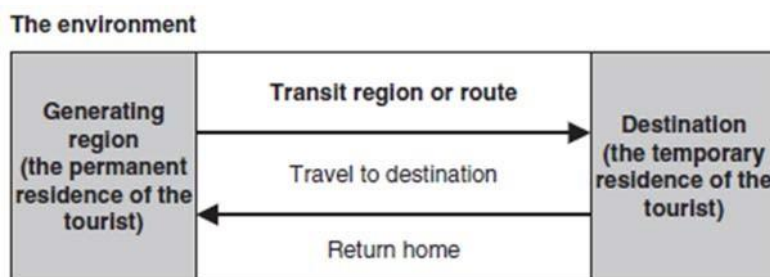 The environment
Generating
region
(the permanent
residence of the
tourist)
Transit region or route
Travel to destination
Return home
Destination
(the temporary
residence of the
tourist)